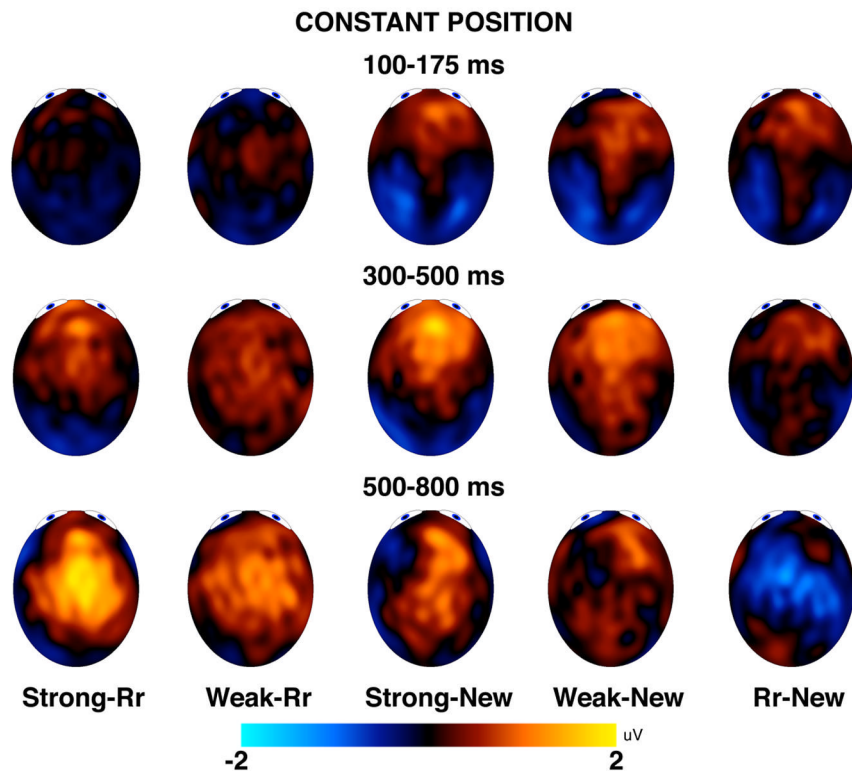 CONSTANT POSITION
100-175 ms
300-500 ms
500-800 ms
Strong-Rr Weak-Rr Strong-New Weak-New Rr-New
uV
-2 2